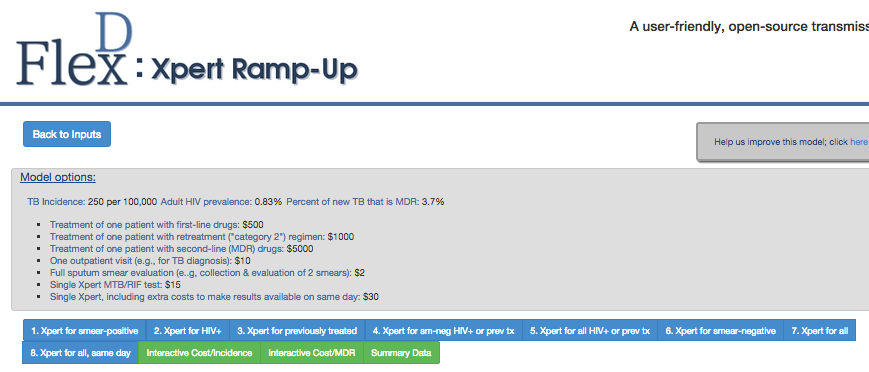 FlexD: Xpert Ramp-Up
A user-friendly, open-source transmiss
Back to Inputs
Help us improve this model; click here
Model options:
TB Incidence: 250 per 100,000 Adult HIV prevalence: 0.83% Percent of new TB that is MDR: 3.7%
Treatment of one patient with first-line drugs: $500
Treatment of one patient with retreatment ("category 2") regimen: $1000
Treatment of one patient with second-line (MDR) drugs: $5000
One outpatient visit (e.g., for TB diagnosis): $10
Full sputum smear evaluation (e..g, collection & evaluation of 2 smears): $2
Single Xpert MTB/RIF test: $15
Single Xpert, including extra costs to make results available on same day: $30
1. Xpert for smear-positive 2. Xpert for HIV+ 3. Xpert for previously treated 4. Xpert for sm-neg HIV+ or prev tx 5. Xpert for all HIV+ or prev tx 6. Xpert for smear-negative 7. Xpert for all
8. Xpert for all, same day Interactive Cost/Incidence Interactive Cost/MDR Summary Data